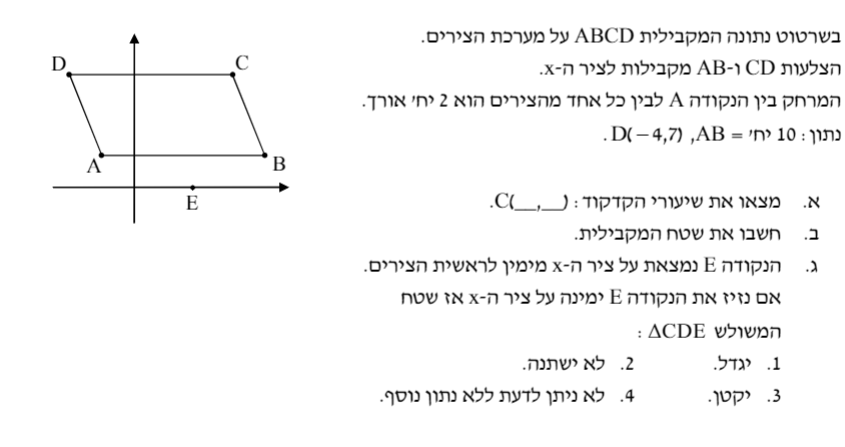 בשרטוט נתונה המקבילית ABCD על מערכת הצירים.
הצלעות CD ו-AB מקבילות לציר ה-x.
המרחק בין הנקודה A לבין כל אחד מהצירים הוא 2 יח' אורך.
נתון: 10 יח' = AB, D(−4,7).
א. מצאו את שיעורי הקדקוד: C(__,__).
ב. חשבו את שטח המקבילית.
ג. הנקודה E נמצאת על ציר ה-x מימין לראשית הצירים.
אם נזיז את הנקודה E ימינה על ציר ה-x אז שטח
המשולש ΔCDE:
1. יגדל. 2. לא ישתנה.
3. יקטן. 4. לא ניתן לדעת ללא נתון נוסף.
D C
A B
E